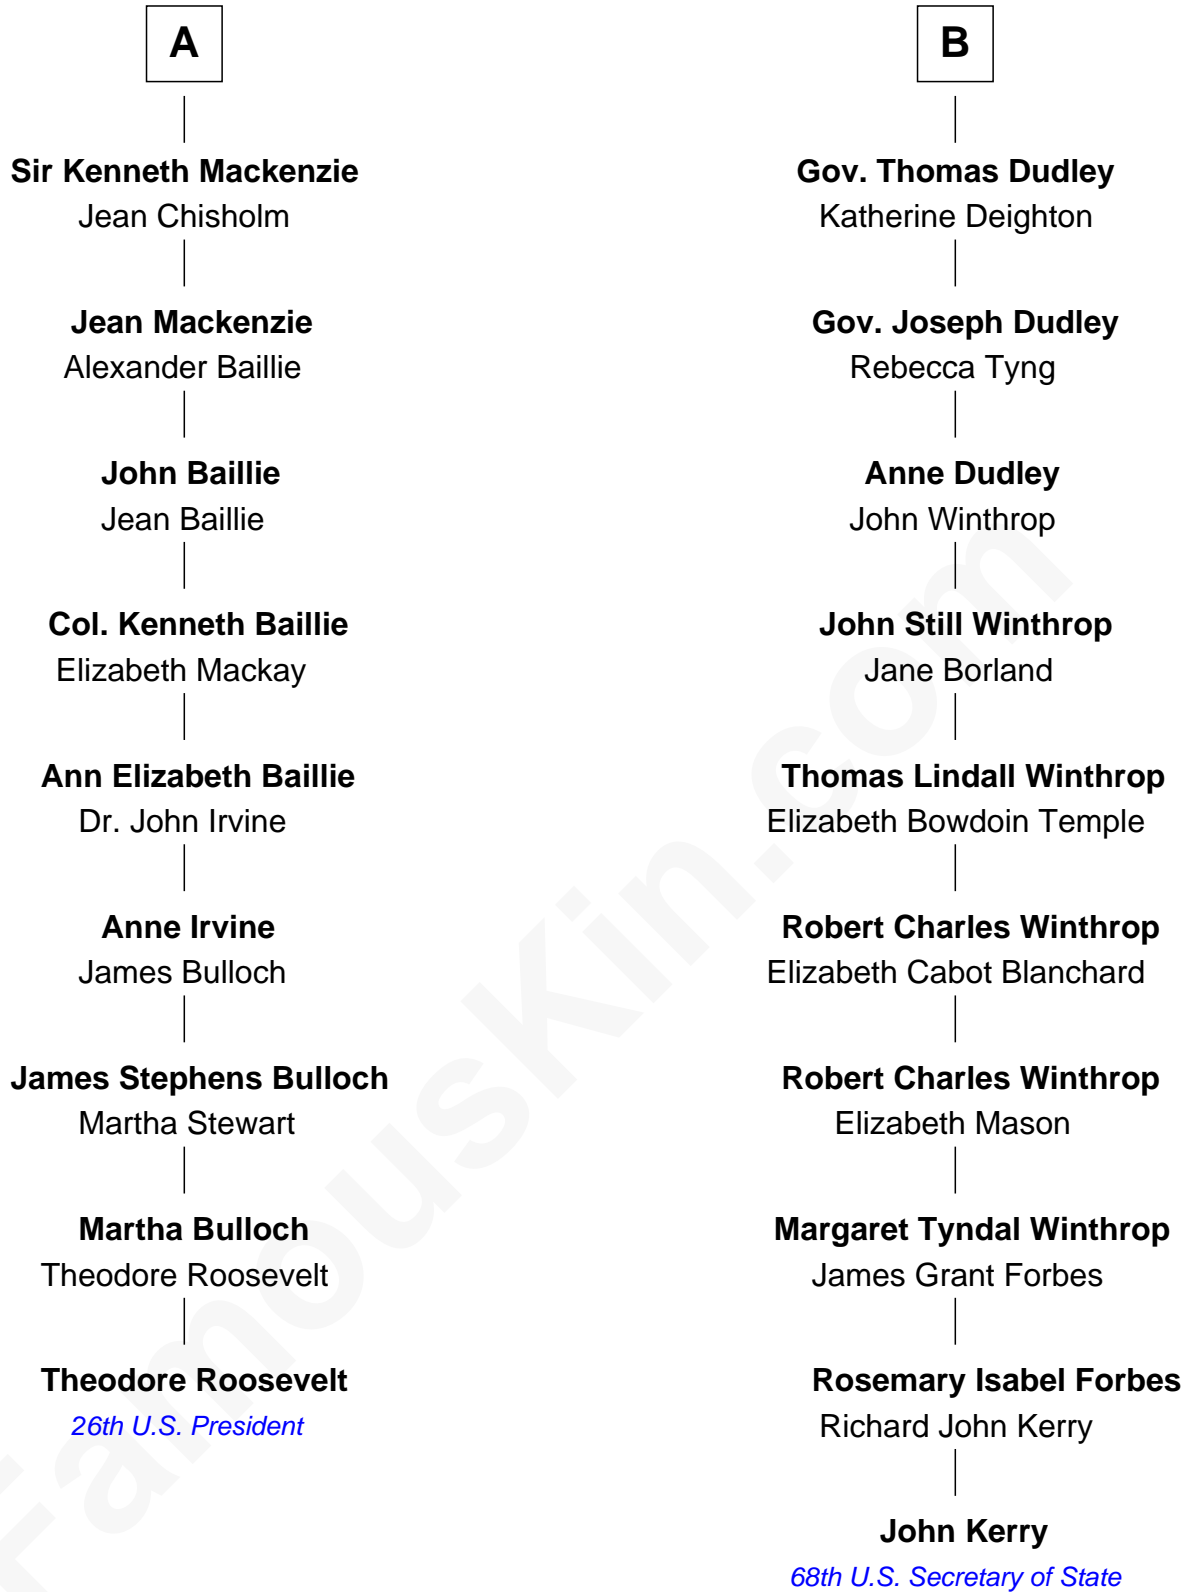 A
Sir Kenneth Mackenzie
Jean Chisholm
Jean Mackenzie
Alexander Baillie
John Baillie
Jean Baillie
Col. Kenneth Baillie
Elizabeth Mackay
Ann Elizabeth Baillie
Dr. John Irvine
Anne Irvine
James Bulloch
James Stephens Bulloch
Martha Stewart
Martha Bulloch
Theodore Roosevelt
Theodore Roosevelt
26th U.S. President
B
Gov. Thomas Dudley
Katherine Deighton
Gov. Joseph Dudley
Rebecca Tyng
Anne Dudley
John Winthrop
John Still Winthrop
Jane Borland
Thomas Lindall Winthrop
Elizabeth Bowdoin Temple
Robert Charles Winthrop
Elizabeth Cabot Blanchard
Robert Charles Winthrop
Elizabeth Mason
Margaret Tyndal Winthrop
James Grant Forbes
Rosemary Isabel Forbes
Richard John Kerry
John Kerry
68th U.S. Secretary of State
FamousKin.com